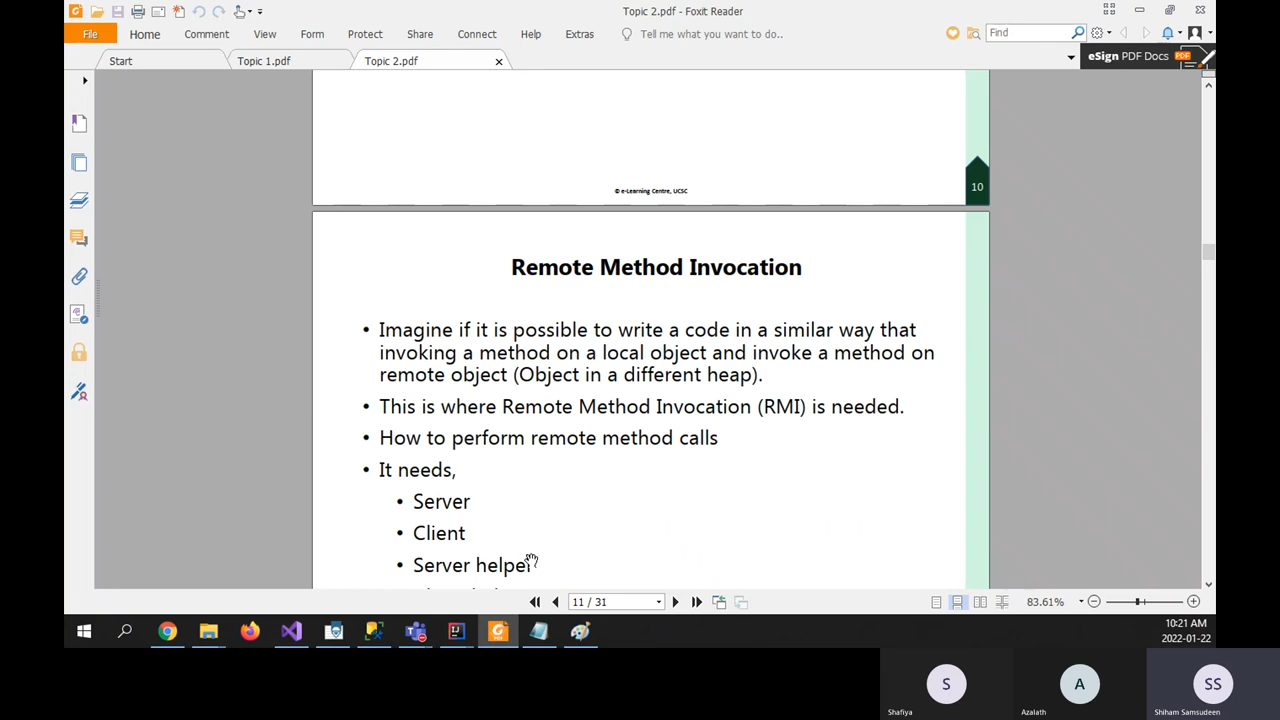 Topic 2.pdf - Foxit Reader
File Home Comment View Form Protect Share Connect Help Extras Tell me what you want to do.. Find
Start Topic 1.pdf Topic 2.pdf eSign PDF Docs
© e-Learning Centre, UCSC
10
Remote Method Invocation
• Imagine if it is possible to write a code in a similar way that
invoking a method on a local object and invoke a method on
remote object (Object in a different heap).
• This is where Remote Method Invocation (RMI) is needed.
• How to perform remote method calls
• It needs,
• Server
• Client
• Server helper
11 / 31 83.61%
10:21 AM
2022-01-22
S A SS
Shafiya Azalath Shiham Samsudeen